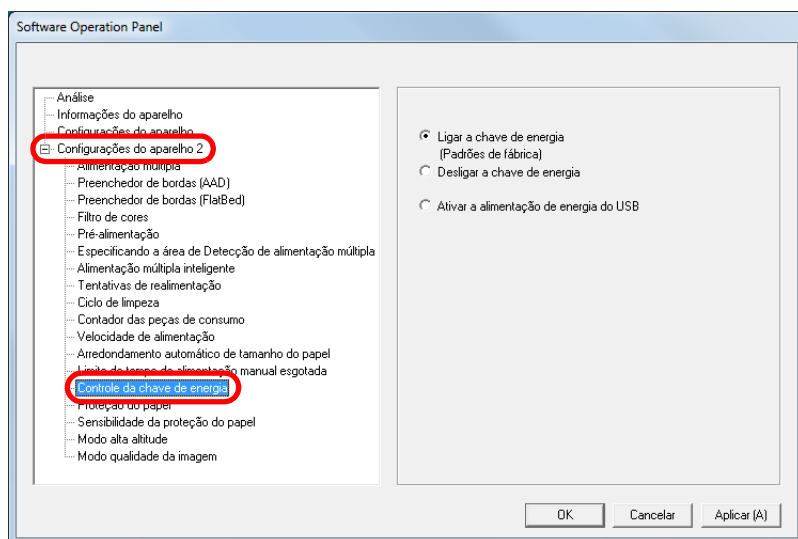 Software Operation Panel
Análise
Informações do aparelho
Configurações do aparelho
Configurações do aparelho 2
Alimentação múltipla
Preenchedor de bordas (AAD)
Preenchedor de bordas (FlatBed)
Filtro de cores
Pré-alimentação
Especificando a área de Detecção de alimentação múltipla
Alimentação múltipla inteligente
Tentativas de realimentação
Ciclo de limpeza
Contador das peças de consumo
Velocidade de alimentação
Arredondamento automático de tamanho do papel
Limite de tempo de alimentação manual esgotada
Controle da chave de energia
Proteção do papel
Sensibilidade da proteção do papel
Modo alta altitude
Modo qualidade da imagem
Ligar a chave de energia
(Padrões de fábrica)
Desligar a chave de energia
Ativar a alimentação de energia do USB
OK
Cancelar
Aplicar (A)